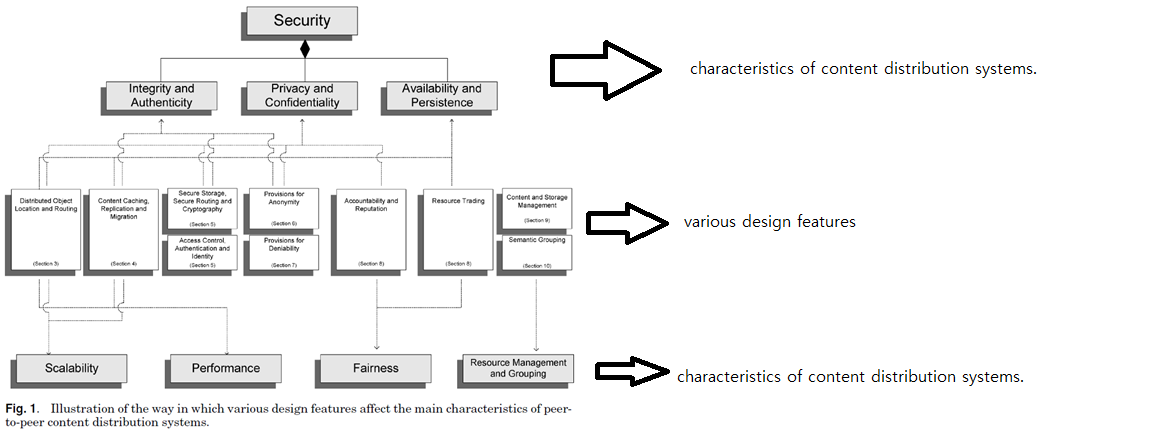 Security
characteristics of content distribution systems.
Integrity and
Authenticity
Privacy and
Confidentiality
Availability and
Persistence
Distributed Object
Location and Routing
(Section 3)
Content Caching,
Replication and
Migration
(Section 4)
Secure Storage,
Secure Routing and
Cryptography
(Section 5)
Access Control,
Authentication and
Identity
(Section 5)
Provisions for
Anonymity
(Section 6)
Provisions for
Deniability
(Section 7)
Accountability and
Reputation
(Section 8)
Resource Trading
(Section 8)
Content and Storage
Management
(Section 9)
Semantic Grouping
(Section 10)
various design features
Scalability
Performance
Fairness
Resource Management
and Grouping
characteristics of content distribution systems.
Fig. 1. Illustration of the way in which various design features affect the main characteristics of peer-
to-peer content distribution systems.